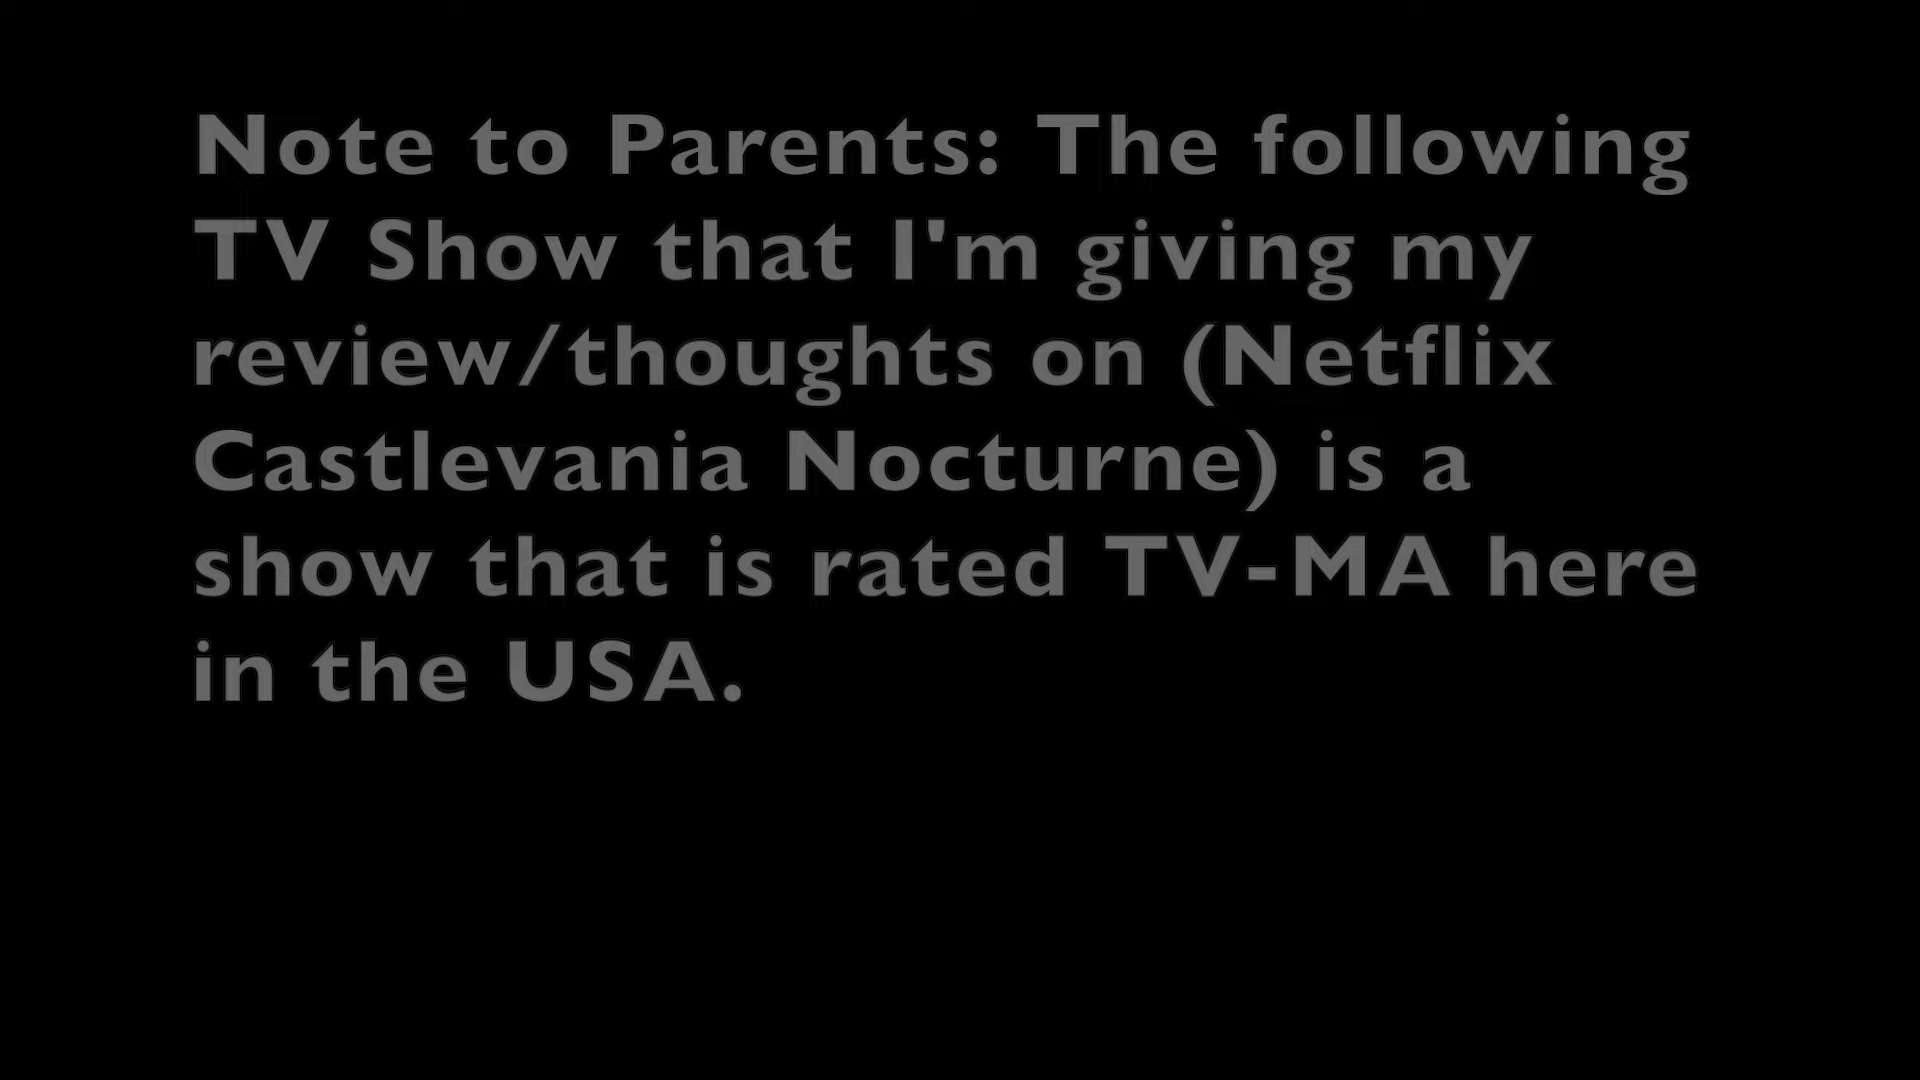 Note to Parents: The following
TV Show that I'm giving my
review/thoughts on (Netflix
Castlevania Nocturne) is a
show that is rated TV-MA here
in the USA.